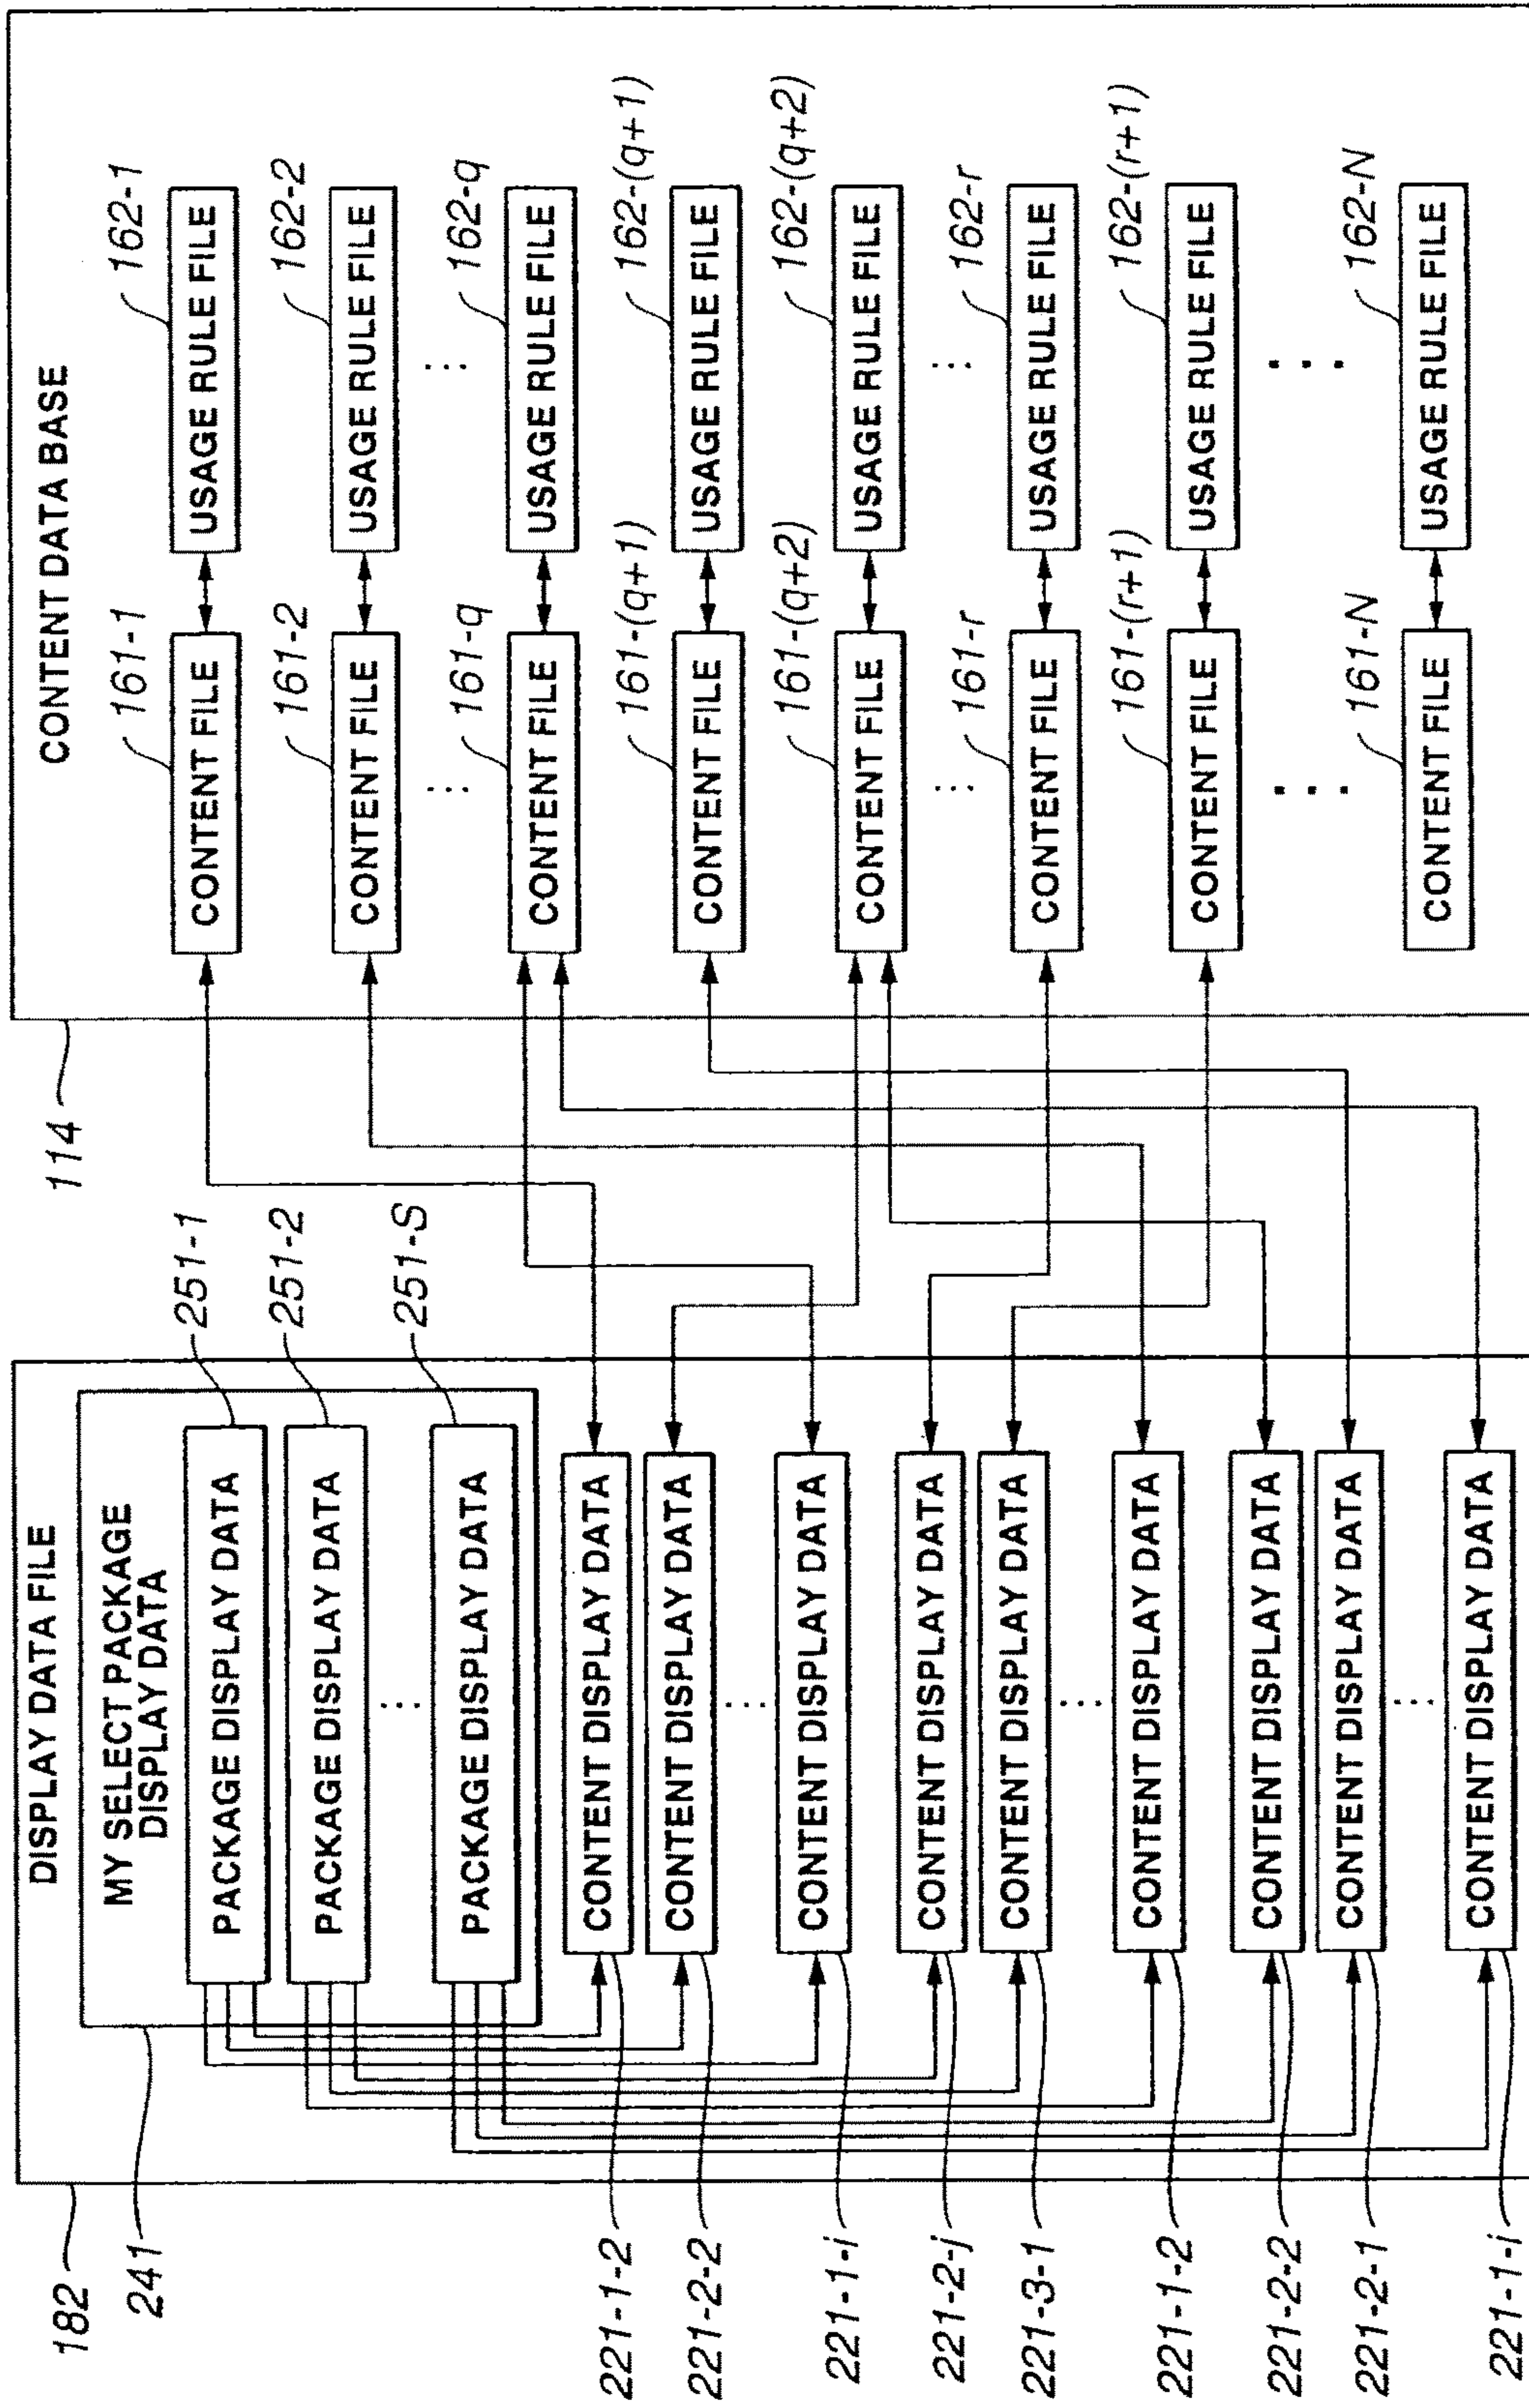 DISPLAY DATA FILE
182
MY SELECT PACKAGE
DISPLAY DATA
241
PACKAGE DISPLAY DATA
251-1
PACKAGE DISPLAY DATA
251-2
...
PACKAGE DISPLAY DATA
251-S
221-1-2
CONTENT DISPLAY DATA
221-2-2
CONTENT DISPLAY DATA
...
221-1-i
CONTENT DISPLAY DATA
221-2-j
CONTENT DISPLAY DATA
221-3-1
CONTENT DISPLAY DATA
...
221-1-2
CONTENT DISPLAY DATA
221-2-2
CONTENT DISPLAY DATA
221-2-1
CONTENT DISPLAY DATA
...
221-1-i
CONTENT DISPLAY DATA
114
CONTENT DATA BASE
161-1
162-1
CONTENT FILE
USAGE RULE FILE
161-2
162-2
CONTENT FILE
USAGE RULE FILE
...
...
161-q
162-q
CONTENT FILE
USAGE RULE FILE
161-(q+1)
162-(q+1)
CONTENT FILE
USAGE RULE FILE
161-(q+2)
162-(q+2)
CONTENT FILE
USAGE RULE FILE
...
...
161-r
162-r
CONTENT FILE
USAGE RULE FILE
161-(r+1)
162-(r+1)
CONTENT FILE
USAGE RULE FILE
...
...
161-N
162-N
CONTENT FILE
USAGE RULE FILE